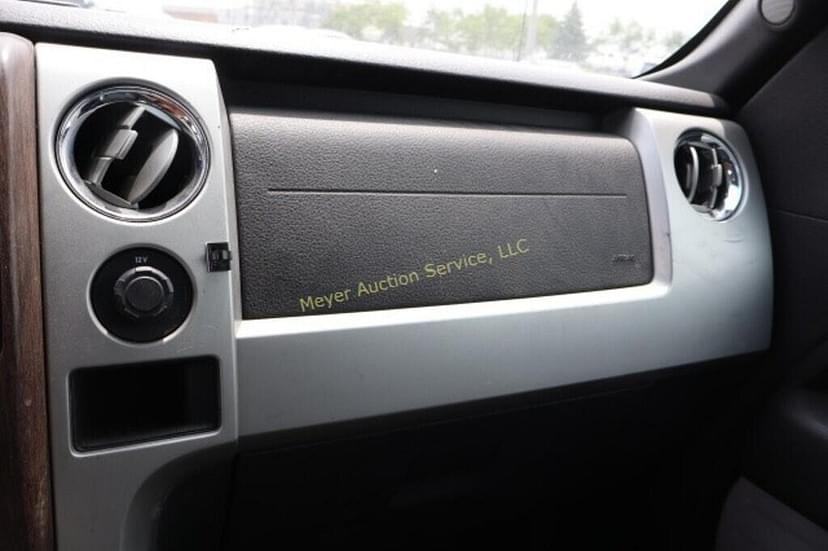 12V
Meyer Auction Service, LLC